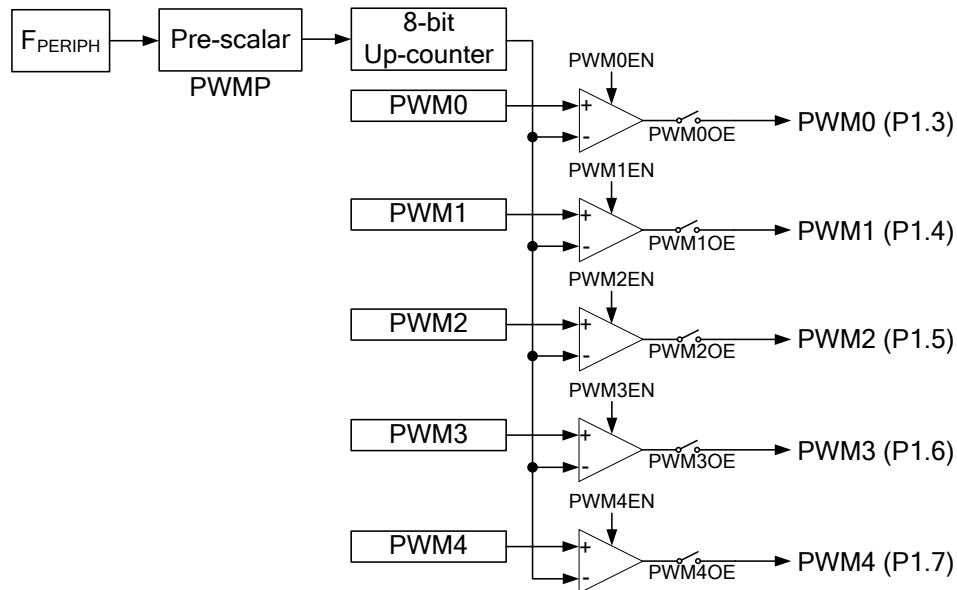 FPERIPH
Pre-scalar
PWMP
8-bit
Up-counter
PWM0
PWM0EN
+
-
PWM0OE
PWM0 (P1.3)
PWM1
PWM1EN
+
-
PWM1OE
PWM1 (P1.4)
PWM2
PWM2EN
+
-
PWM2OE
PWM2 (P1.5)
PWM3
PWM3EN
+
-
PWM3OE
PWM3 (P1.6)
PWM4
PWM4EN
+
-
PWM4OE
PWM4 (P1.7)